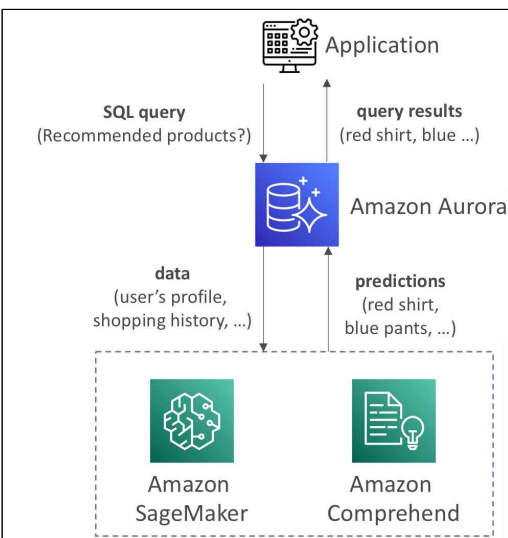 Application
SQL query
(Recommended products?)
query results
(red shirt, blue ...)
Amazon Aurora
data
(user's profile,
shopping history, ...)
predictions
(red shirt,
blue pants, ...)
Amazon
SageMaker
Amazon
Comprehend